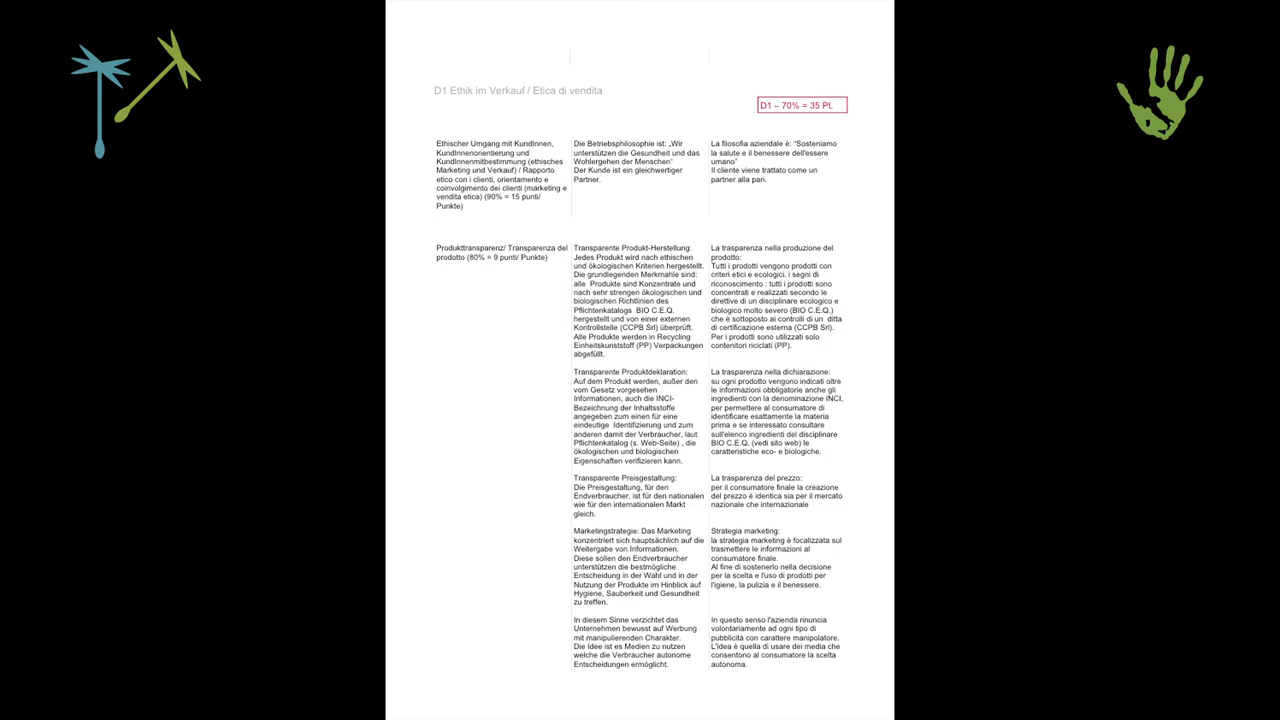 D1 Ethik im Verkauf / Etica di vendita
D1 – 70% = 35 Pt.
Ethischer Umgang mit KundInnen,
KundInnenorientierung und
KundInnenmitbestimmung (ethisches
Marketing und Verkauf) / Rapporto
etico con i clienti, orientamento e
coinvolgimento dei clienti (marketing e
vendita etica) (90% = 15 punti/
Punkte)
Die Betriebsphilosophie ist: „Wir
unterstützen die Gesundheit und das
Wohlergehen der Menschen“
Der Kunde ist ein gleichwertiger
Partner.
La filosofia aziendale è: “Sosteniamo
la salute e il benessere dell'essere
umano”
Il cliente viene trattato come un
partner alla pari.
Produkttransparenz/ Transparenza del
prodotto (80% = 9 punti/ Punkte)
Transparente Produkt-Herstellung:
Jedes Produkt wird nach ethischen
und ökologischen Kriterien hergestellt.
Die grundlegenden Merkmahle sind:
alle Produkte sind Konzentrate und
nach sehr strengen ökologischen und
biologischen Richtlinien des
Pflichtenkatalogs BIO C.E.Q.
hergestellt und von einer externen
Kontrollstelle (CCPB Srl) überprüft.
Alle Produkte werden in Recycling
Einheitskunststoff (PP) Verpackungen
abgefüllt.
La trasparenza nella produzione del
prodotto:
Tutti i prodotti vengono prodotti con
criteri etici e ecologici. i segni di
riconoscimento : tutti i prodotti sono
concentrati e realizzati secondo le
direttive di un disciplinare ecologico e
biologico molto severo (BIO C.E.Q.)
che è sottoposto ai controlli di un ditta
di certificazione esterna (CCPB Srl).
Per i prodotti sono utilizzati solo
contenitori riciclati (PP).
Transparente Produktdeklaration:
Auf dem Produkt werden, außer den
vom Gesetz vorgesehen
Informationen, auch die INCI-
Bezeichnung der Inhaltsstoffe
angegeben zum einen für eine
eindeutige Identifizierung und zum
anderen damit der Verbraucher, laut
Pflichtenkatalog (s. Web-Seite) , die
ökologischen und biologischen
Eigenschaften verifizieren kann.
La trasparenza nella dichiarazione:
su ogni prodotto vengono indicati oltre
le informazioni obbligatorie anche gli
ingredienti con la denominazione INCI,
per permettere al consumatore di
identificare esattamente la materia
prima e se interessato consultare
sull'elenco ingredienti del disciplinare
BIO C.E.Q. (vedi sito web) le
caratteristiche eco- e biologiche.
Transparente Preisgestaltung:
Die Preisgestaltung, für den
Endverbraucher, ist für den nationalen
wie für den internationalen Markt
gleich.
La trasparenza del prezzo:
per il consumatore finale la creazione
del prezzo è identica sia per il mercato
nazionale che internazionale
Marketingstrategie: Das Marketing
konzentriert sich hauptsächlich auf die
Weitergabe von Informationen.
Diese sollen den Endverbraucher
unterstützen die bestmögliche
Entscheidung in der Wahl und in der
Nutzung der Produkte im Hinblick auf
Hygiene, Sauberkeit und Gesundheit
zu treffen.
Strategia marketing:
la strategia marketing è focalizzata sul
trasmettere le informazioni al
consumatore finale.
Al fine di sostenerlo nella decisione
per la scelta e l'uso di prodotti per
l'igiene, la pulizia e il benessere.
In diesem Sinne verzichtet das
Unternehmen bewusst auf Werbung
mit manipulierenden Charakter.
Die Idee ist es Medien zu nutzen
welche die Verbraucher autonome
Entscheidungen ermöglicht.
In questo senso l'azienda rinuncia
volontariamente ad ogni tipo di
pubblicità con carattere manipolatore.
L'idea è quella di usare dei media che
consentono al consumatore la scelta
autonoma.